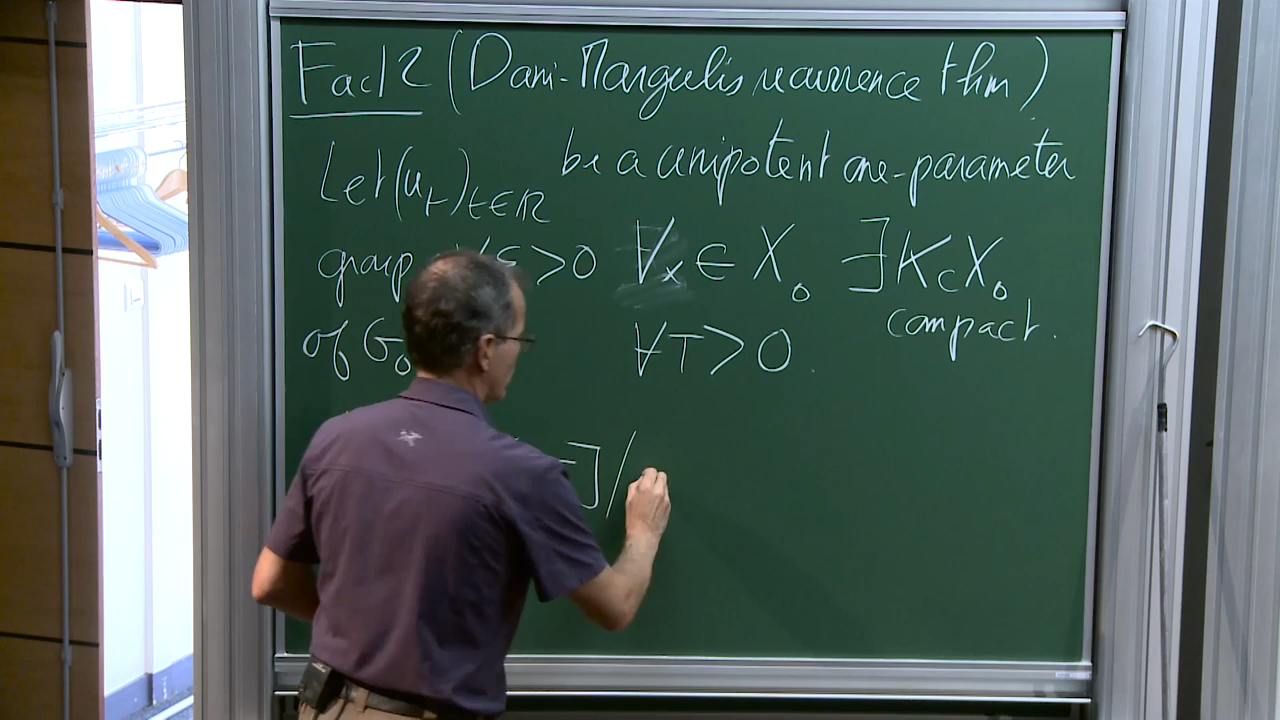 Fact 2 (Dani-Margulis recurrence thm)
Let (u_t)_{t∈R} be a unipotent one-parameter
group ∀ε>0 ∀x ∈ X_0 ∃K⊂X_0
of G_0 ∀T>0 compact.
] /